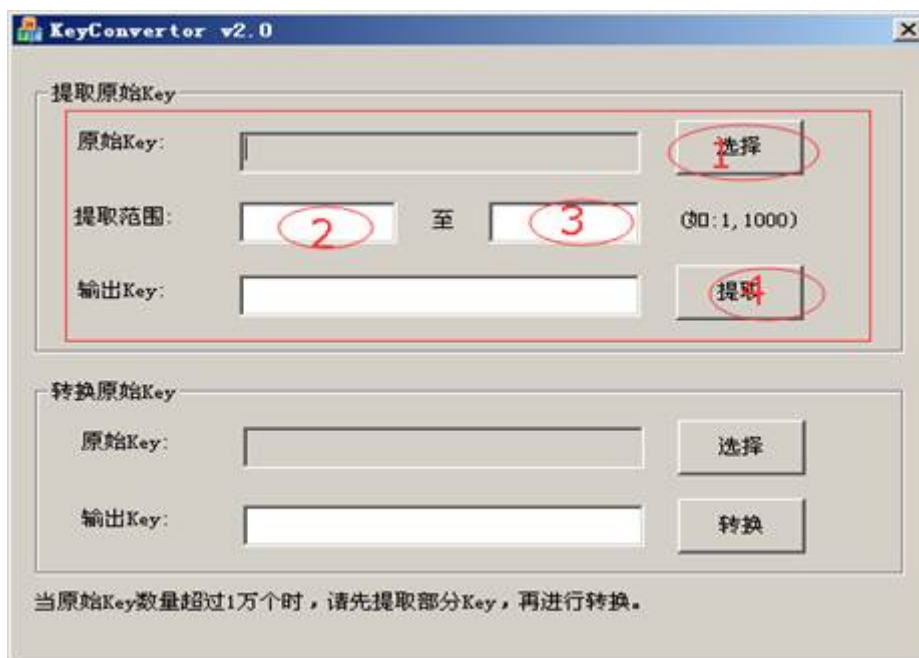 KeyConvertor v2.0
提取原始Key
原始Key: 选择 1
提取范围: 2 至 3 (如:1,1000)
输出Key: 提取 4
转换原始Key
原始Key: 选择
输出Key: 转换
当原始Key数量超过1万个时，请先提取部分Key，再进行转换。